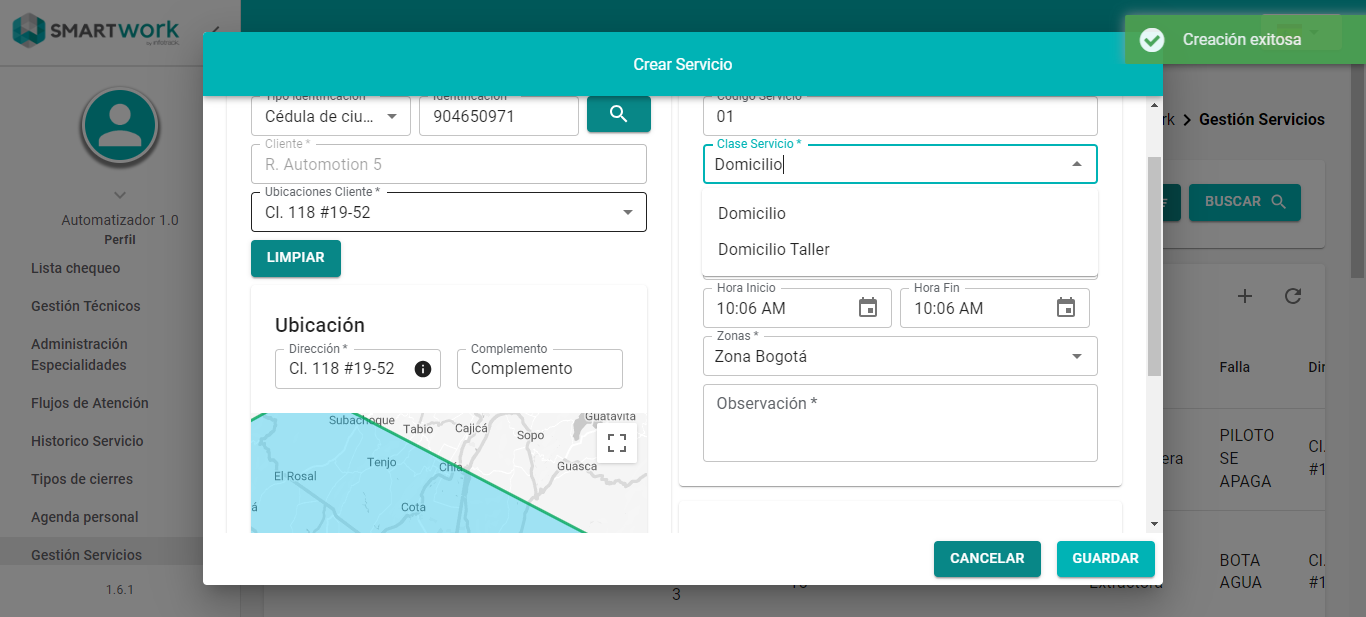 SMARTWORK
by infotrack
Automatizador 1.0
Perfil
Lista chequeo
Gestión Técnicos
Administración
Especialidades
Flujos de Atención
Historico Servicio
Tipos de cierres
Agenda personal
Gestión Servicios
1.6.1
Creación exitosa
Crear Servicio
Tipo Identificación
Cédula de ciu...
Identificación
904650971
Cliente *
R. Automotion 5
Ubicaciones Cliente *
Cl. 118 #19-52
LIMPIAR
Ubicación
Dirección *
Cl. 118 #19-52
Complemento
Complemento
Subachoque
Tabio
Cajicá
Sopo
Guatavita
Tenjo
Chía
Guasca
El Rosal
Cota
á
Código Servicio
01
Clase Servicio *
Domicilio
Domicilio
Domicilio Taller
Hora Inicio
10:06 AM
Hora Fin
10:06 AM
Zonas *
Zona Bogotá
Observación *
CANCELAR
GUARDAR
rk > Gestión Servicios
BUSCAR
Falla
Dir
era
PILOTO
SE
APAGA
Cl.
#1
Extractora
BOTA
AGUA
Cl.
#1
3